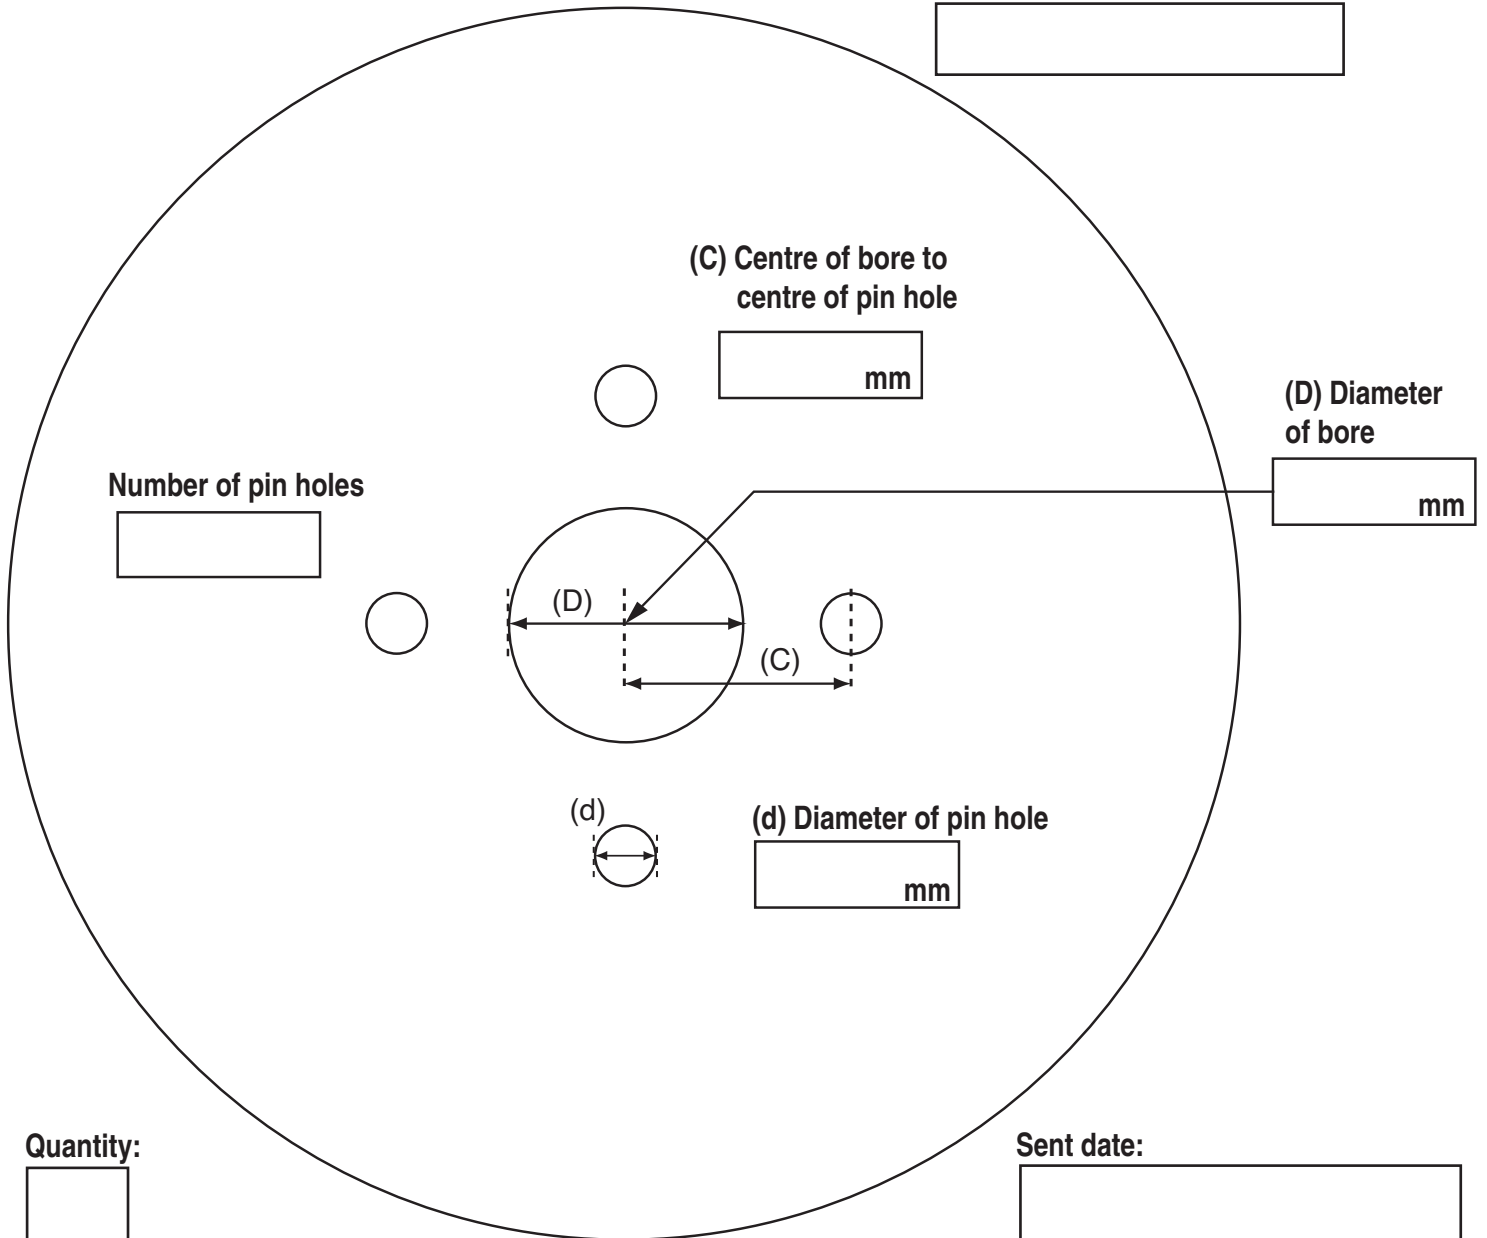 (C) Centre of bore to
centre of pin hole
mm
(D) Diameter
of bore
mm
Number of pin holes
(D)
(C)
(d)
(d) Diameter of pin hole
mm
Quantity:
Sent date: